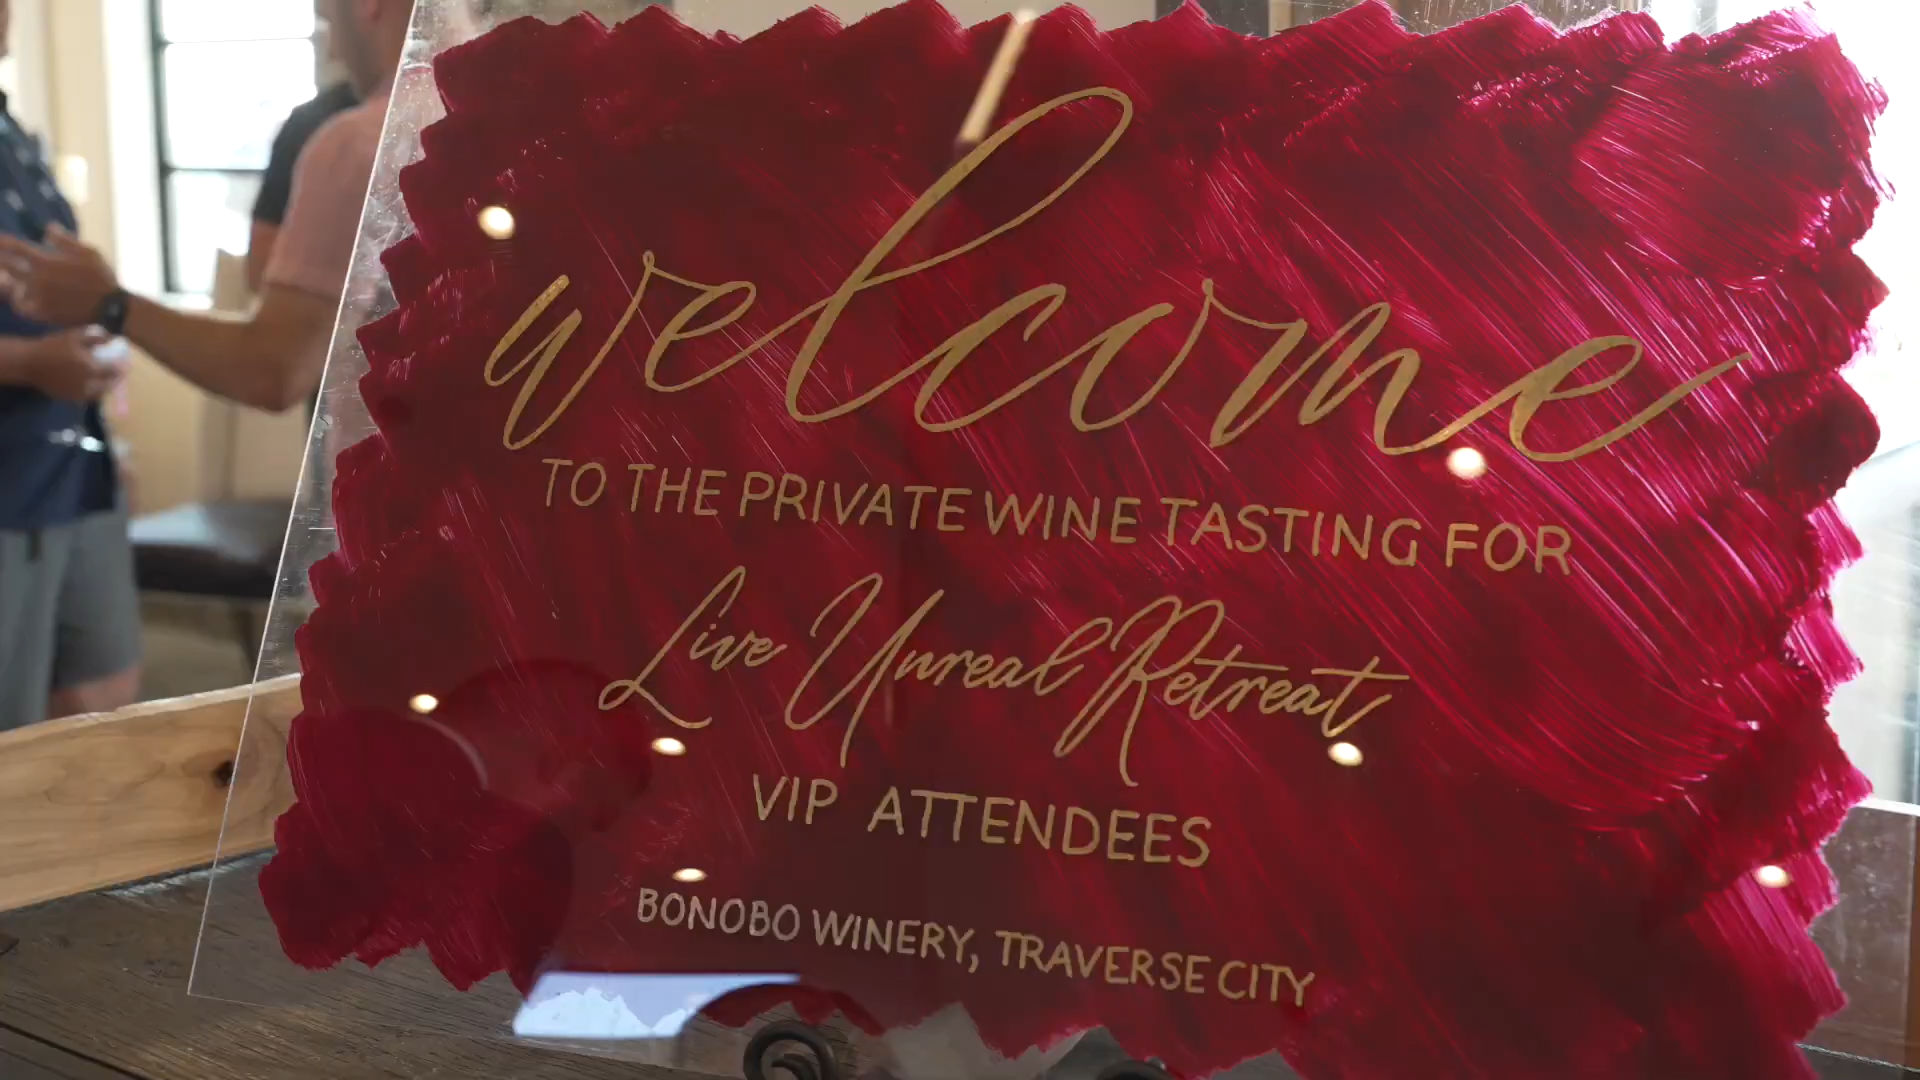 welcome
TO THE PRIVATE WINE TASTING FOR
Live Unreal Retreat
VIP ATTENDEES
BONOBO WINERY, TRAVERSE CITY